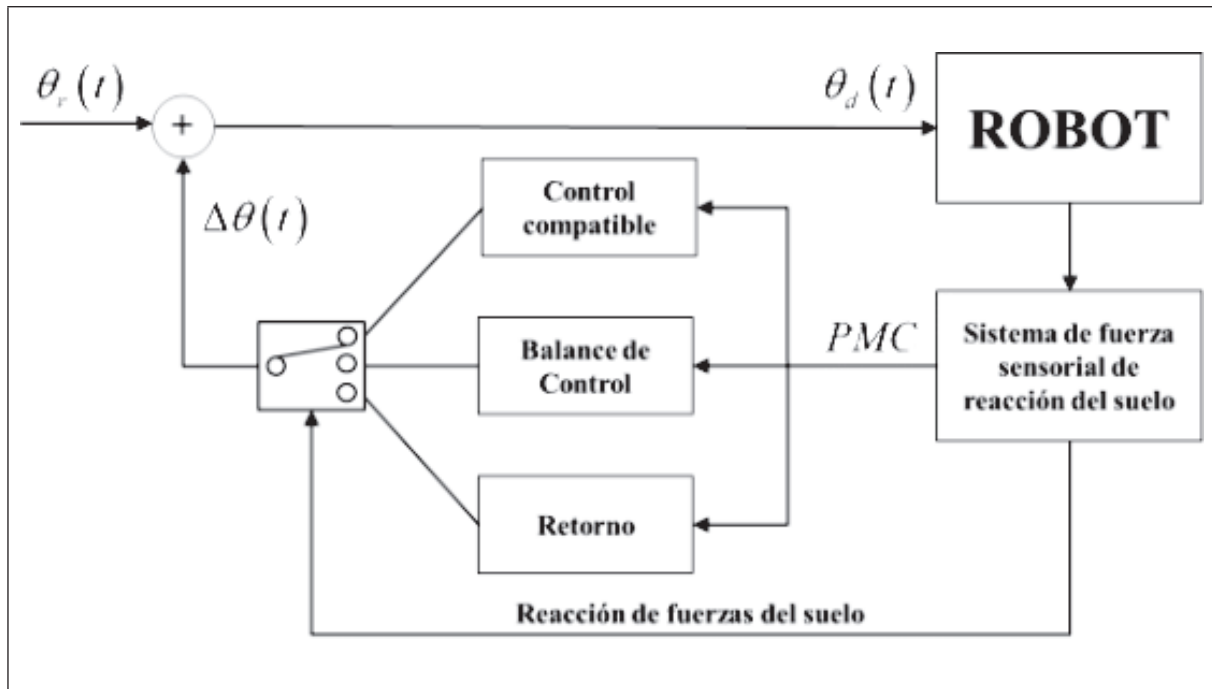 θr(t)
+
θd(t)
ROBOT
Δθ(t)
Control
compatible
PMC
Balance de
Control
Sistema de fuerza
sensorial de
reacción del suelo
Retorno
Reacción de fuerzas del suelo